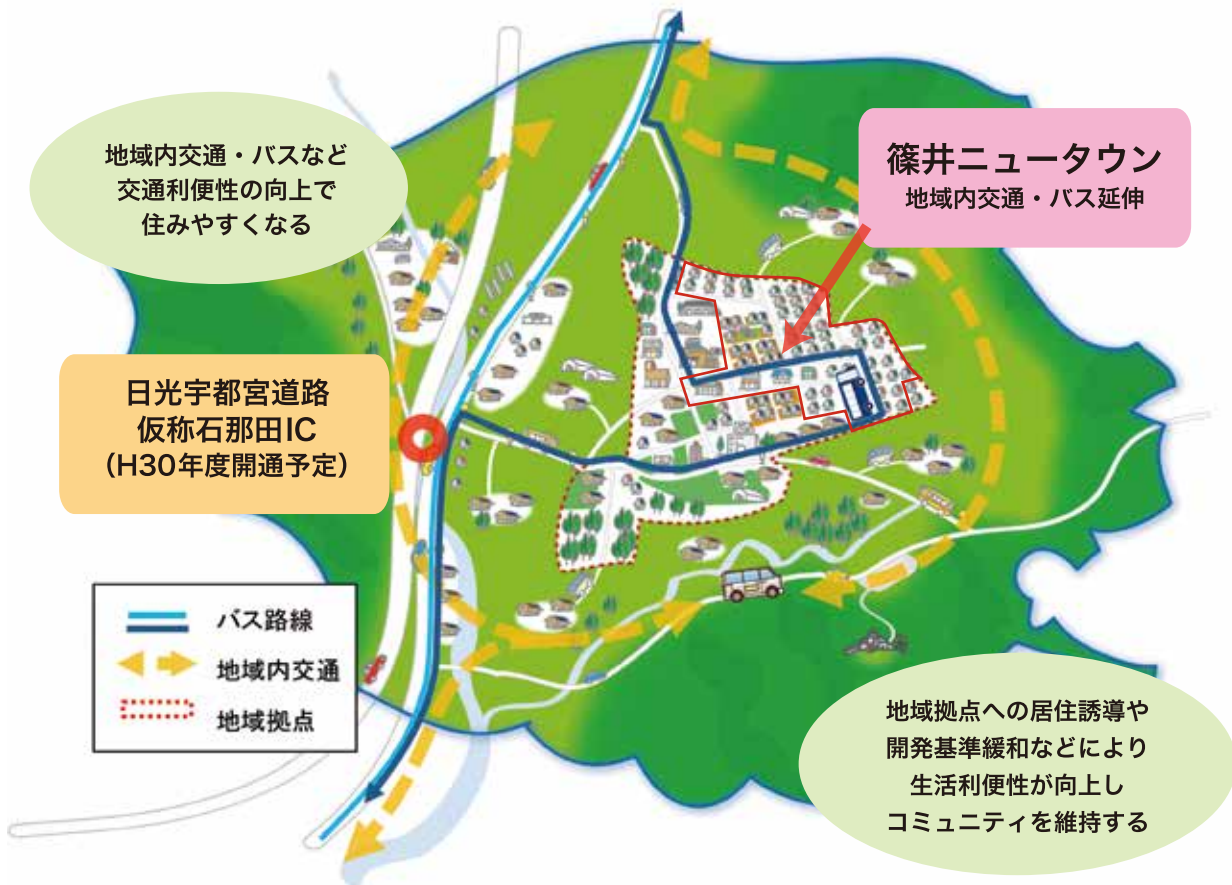 地域内交通・バスなど
交通利便性の向上で
住みやすくなる
篠井ニュータウン
地域内交通・バス延伸
日光宇都宮道路
仮称石那田IC
(H30年度開通予定)
バス路線
地域内交通
地域拠点
地域拠点への居住誘導や
開発基準緩和などにより
生活利便性が向上し
コミュニティを維持する